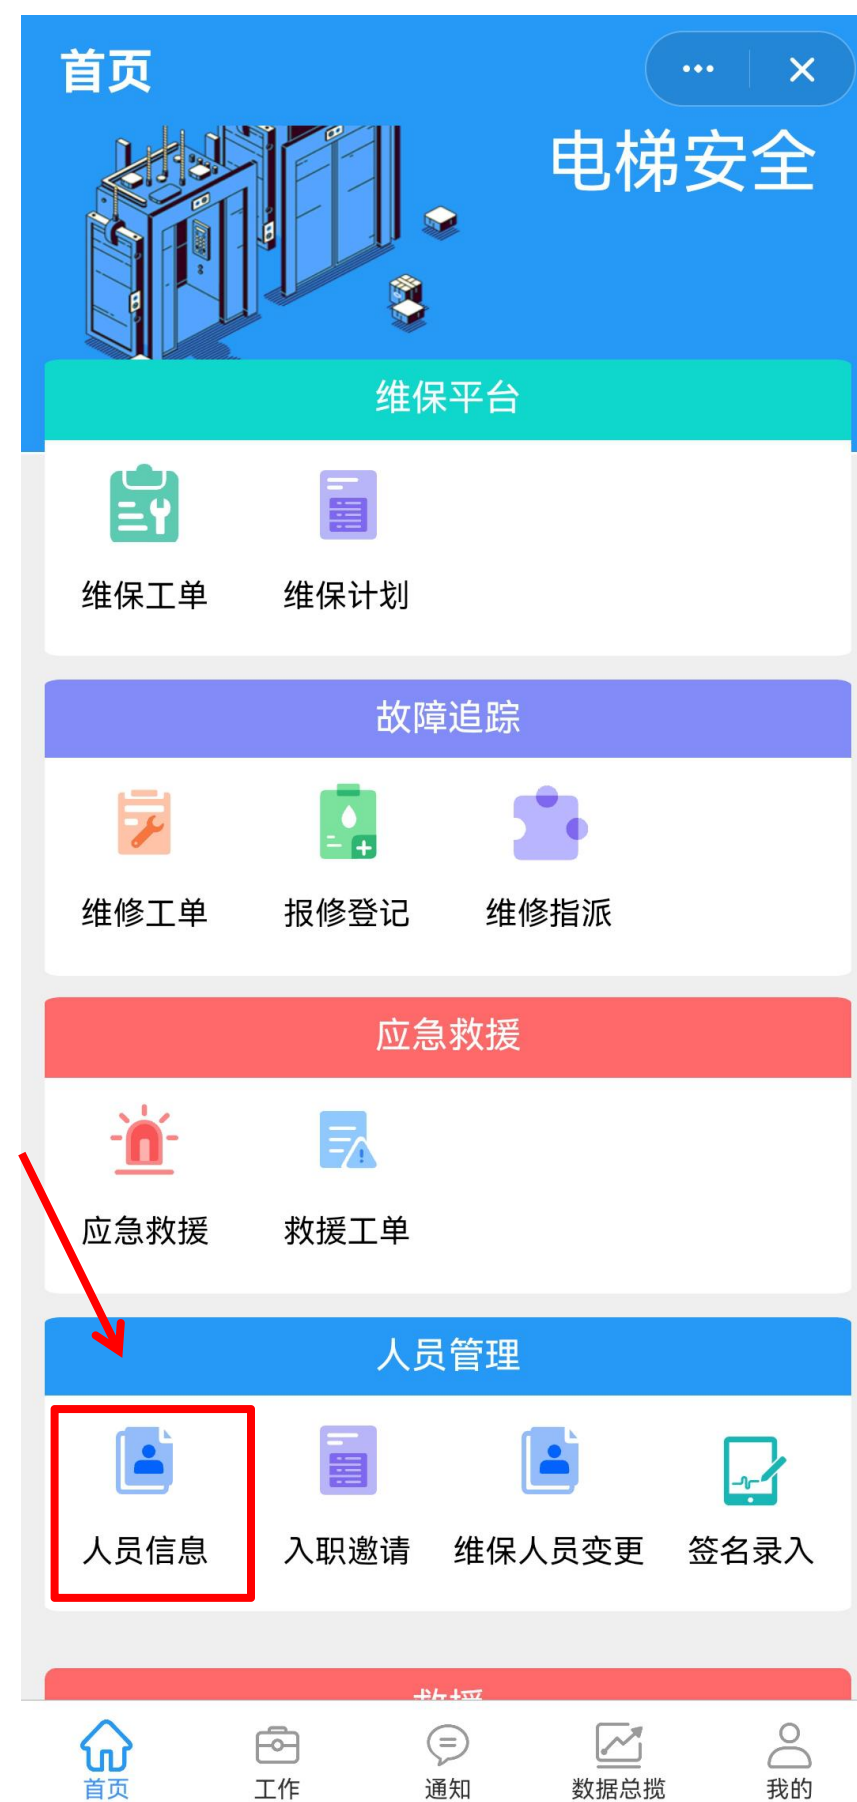 首页
电梯安全
维保平台
维保工单 维保计划
故障追踪
维修工单 报修登记 维修指派
应急救援
应急救援 救援工单
人员管理
人员信息 入职邀请 维保人员变更 签名录入
救援
首页 工作 通知 数据总揽 我的